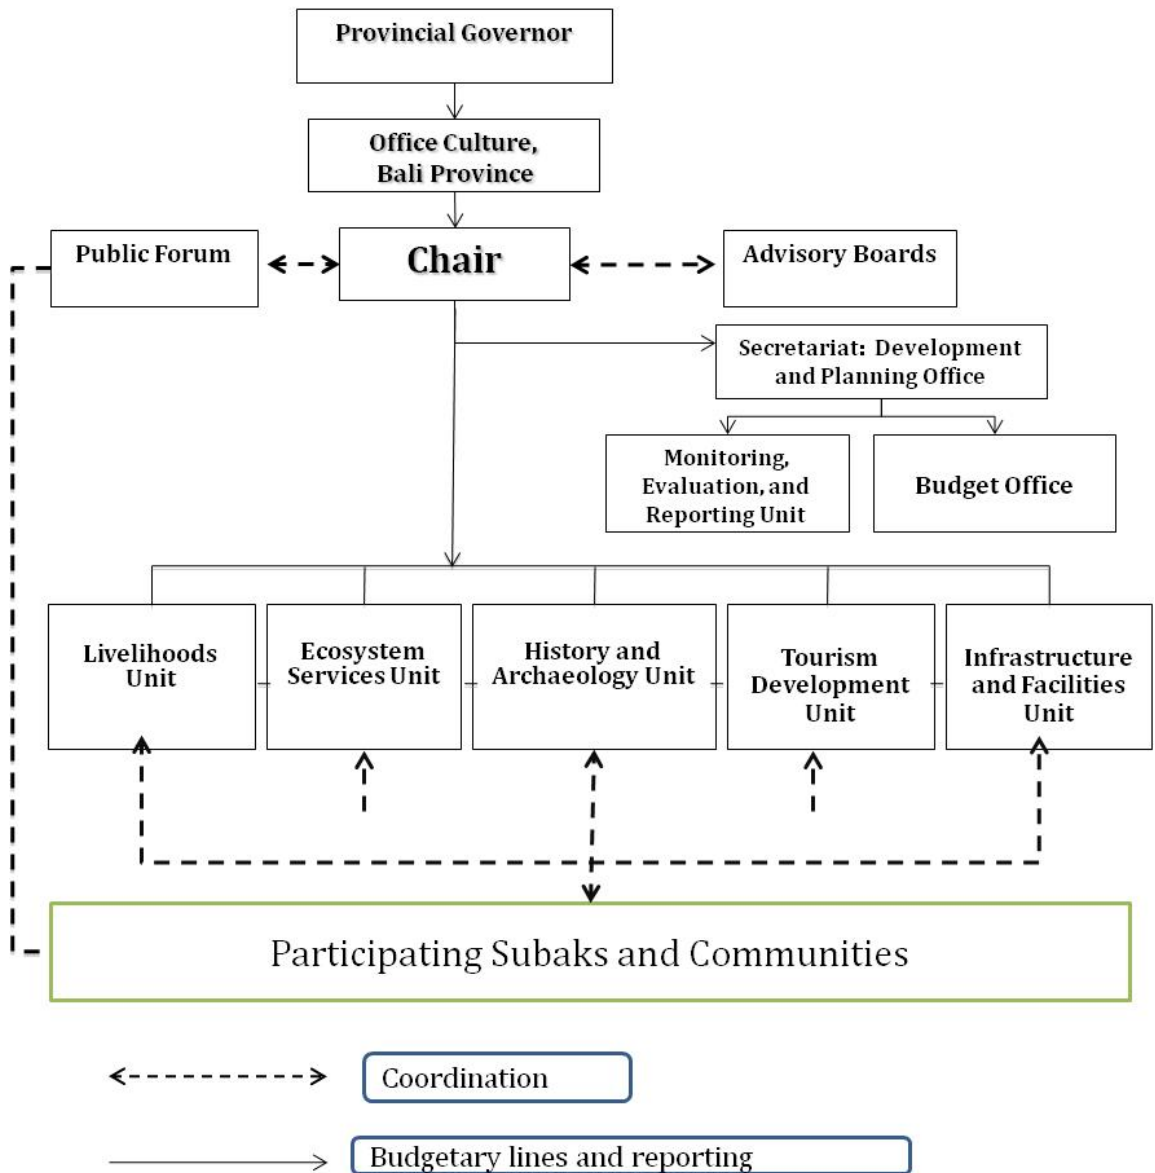 Provincial Governor
Office Culture,
Bali Province
Public Forum
Chair
Advisory Boards
Secretariat: Development
and Planning Office
Monitoring,
Evaluation, and
Reporting Unit
Budget Office
Livelihoods
Unit
Ecosystem
Services Unit
History and
Archaeology Unit
Tourism
Development
Unit
Infrastructure
and Facilities
Unit
Participating Subaks and Communities
Coordination
Budgetary lines and reporting